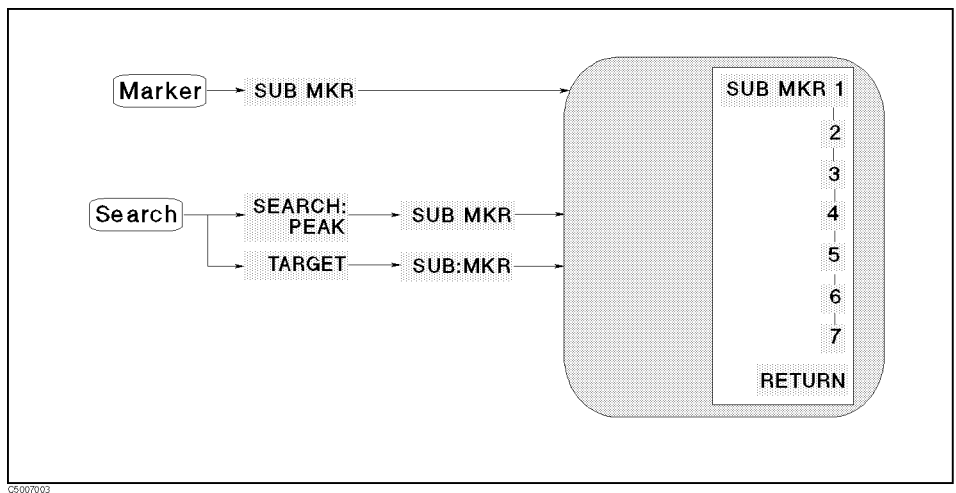 Marker
SUB MKR
Search
SEARCH:
PEAK
SUB MKR
TARGET
SUB:MKR
SUB MKR 1
2
3
4
5
6
7
RETURN
C5007003